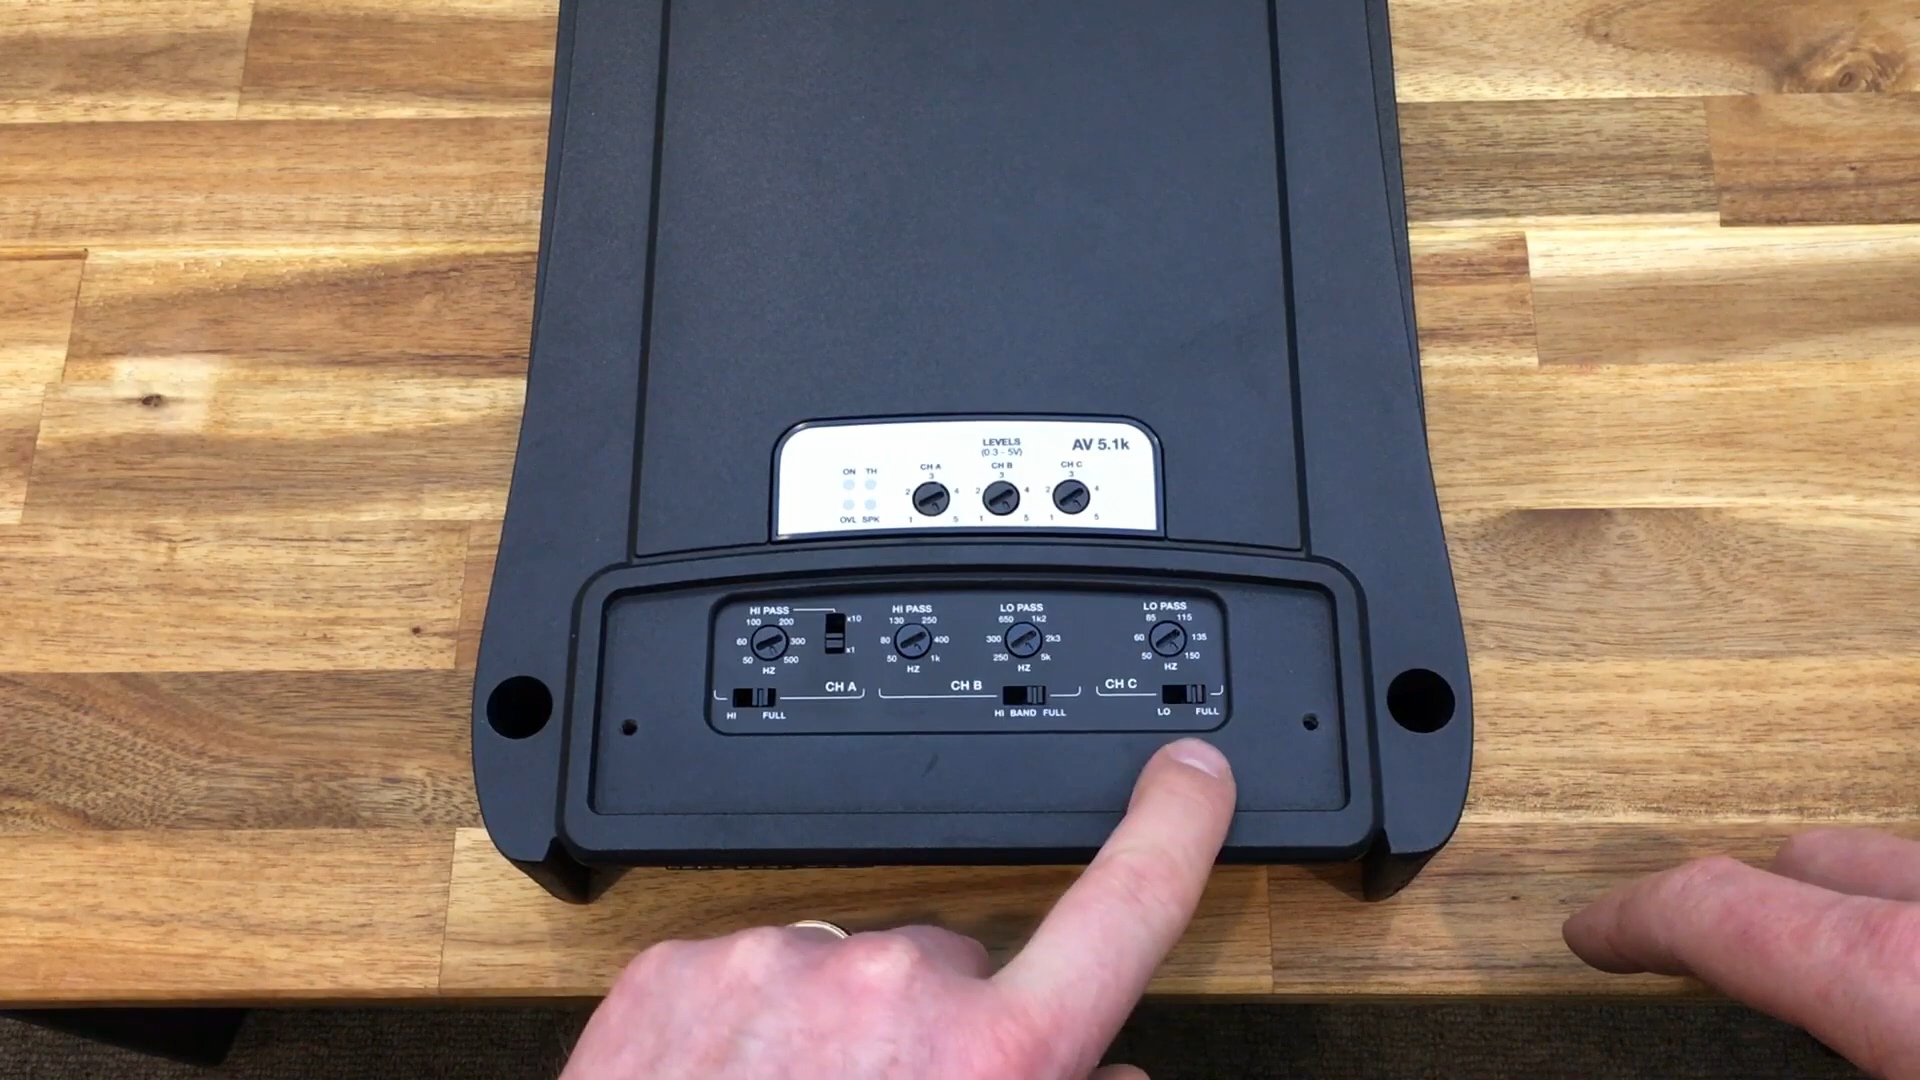 LEVELS
(0.3 - 5V)
AV 5.1k
ON TH
OVL SPK
CH A
1 2 3 4 5
CH B
1 2 3 4 5
CH C
1 2 3 4 5
HI PASS
50 60 100 200 300 500
HZ
x10
x1
HI FULL
CH A
HI PASS
50 80 130 250 400 1k
HZ
LO PASS
250 300 650 1k2 2k3 5k
HZ
CH B
HI BAND FULL
LO PASS
50 60 85 115 135 150
HZ
CH C
LO FULL